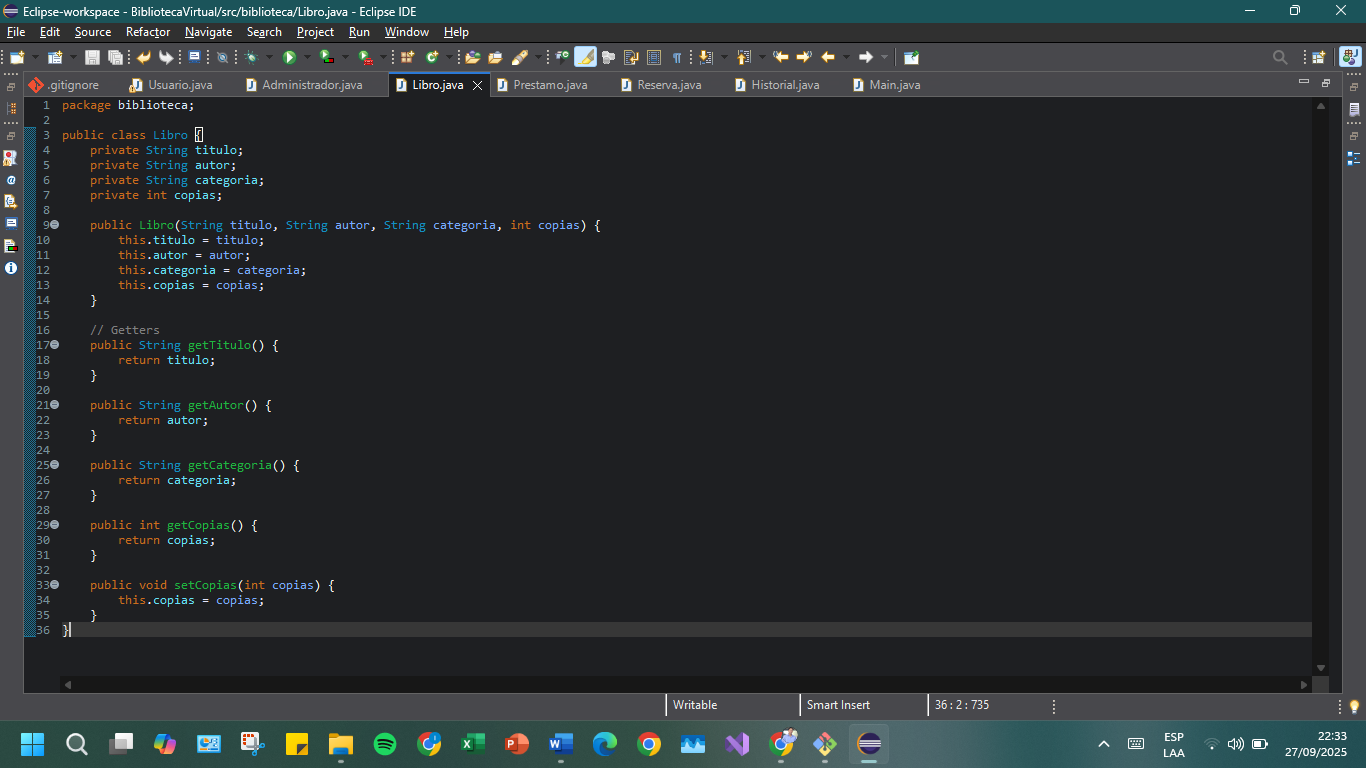 Eclipse-workspace - BibliotecaVirtual/src/biblioteca/Libro.java - Eclipse IDE
File Edit Source Refactor Navigate Search Project Run Window Help
.gitignore Usuario.java Administrador.java Libro.java Prestamo.java Reserva.java Historial.java Main.java
1 package biblioteca;
2
3 public class Libro {
4 private String titulo;
5 private String autor;
6 private String categoria;
7 private int copias;
8
9 public Libro(String titulo, String autor, String categoria, int copias) {
10 this.titulo = titulo;
11 this.autor = autor;
12 this.categoria = categoria;
13 this.copias = copias;
14 }
15
16 // Getters
17 public String getTitulo() {
18 return titulo;
19 }
20
21 public String getAutor() {
22 return autor;
23 }
24
25 public String getCategoria() {
26 return categoria;
27 }
28
29 public int getCopias() {
30 return copias;
31 }
32
33 public void setCopias(int copias) {
34 this.copias = copias;
35 }
36 }
Writable Smart Insert 36 : 2 : 735
ESP 22:33
LAA 27/09/2025